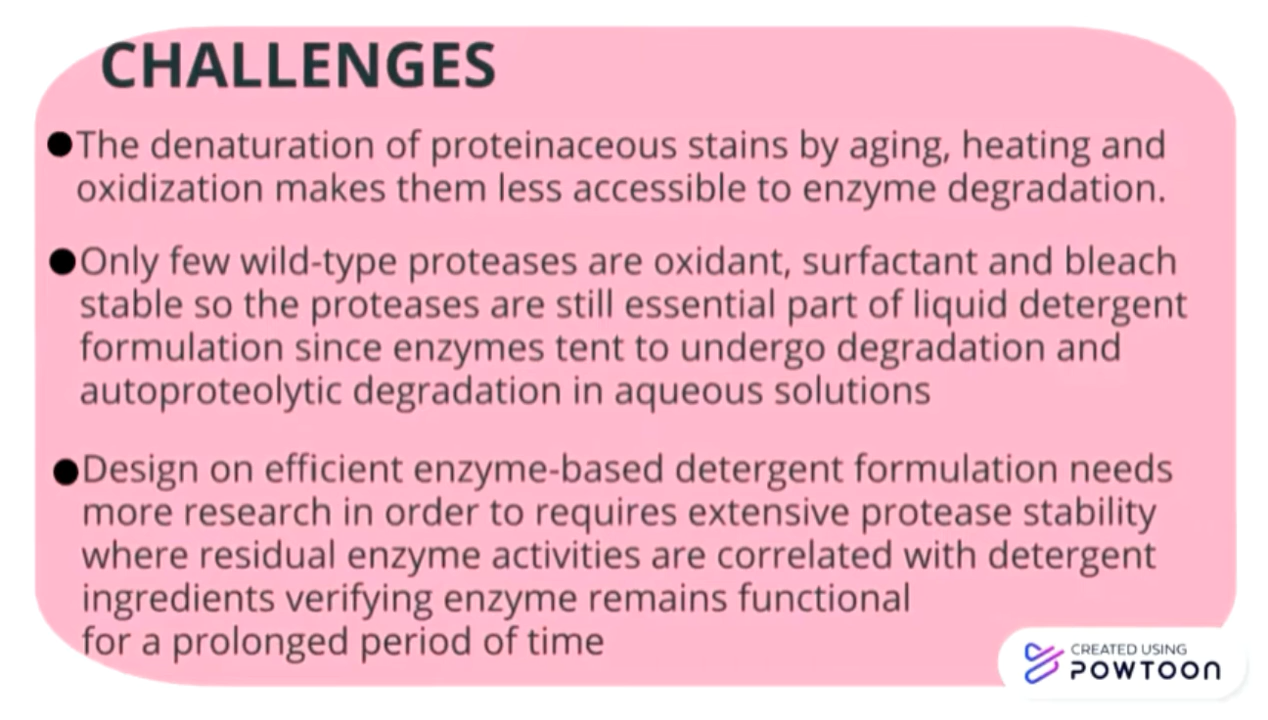 CHALLENGES
●The denaturation of proteinaceous stains by aging, heating and
oxidization makes them less accessible to enzyme degradation.
●Only few wild-type proteases are oxidant, surfactant and bleach
stable so the proteases are still essential part of liquid detergent
formulation since enzymes tent to undergo degradation and
autoproteolytic degradation in aqueous solutions
●Design on efficient enzyme-based detergent formulation needs
more research in order to requires extensive protease stability
where residual enzyme activities are correlated with detergent
ingredients verifying enzyme remains functional
for a prolonged period of time
CREATED USING
POWTOON